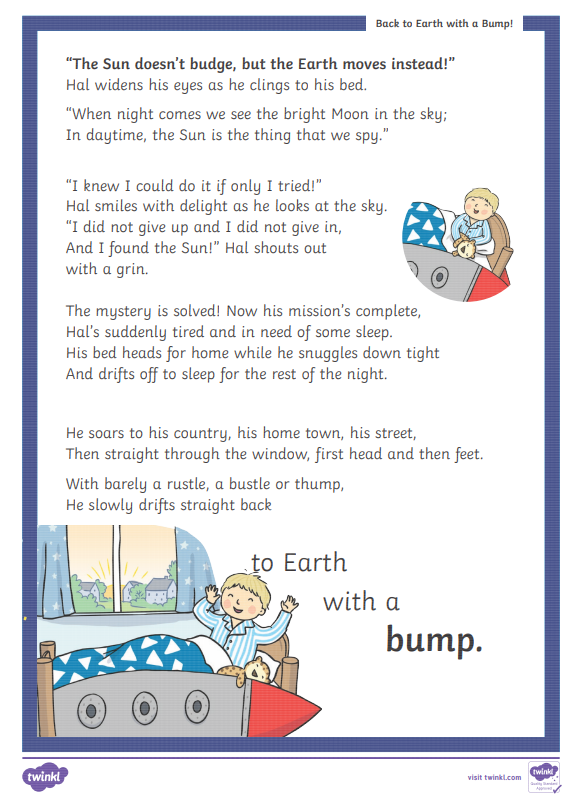 Back to Earth with a Bump!
“The Sun doesn’t budge, but the Earth moves instead!”
Hal widens his eyes as he clings to his bed.
“When night comes we see the bright Moon in the sky;
In daytime, the Sun is the thing that we spy.”
“I knew I could do it if only I tried!”
Hal smiles with delight as he looks at the sky.
“I did not give up and I did not give in,
And I found the Sun!” Hal shouts out
with a grin.
The mystery is solved! Now his mission’s complete,
Hal’s suddenly tired and in need of some sleep.
His bed heads for home while he snuggles down tight
And drifts off to sleep for the rest of the night.
He soars to his country, his home town, his street,
Then straight through the window, first head and then feet.
With barely a rustle, a bustle or thump,
He slowly drifts straight back
to Earth
with a
bump.
twinkl
visit twinkl.com
twinkl
Quality Standard
Approved